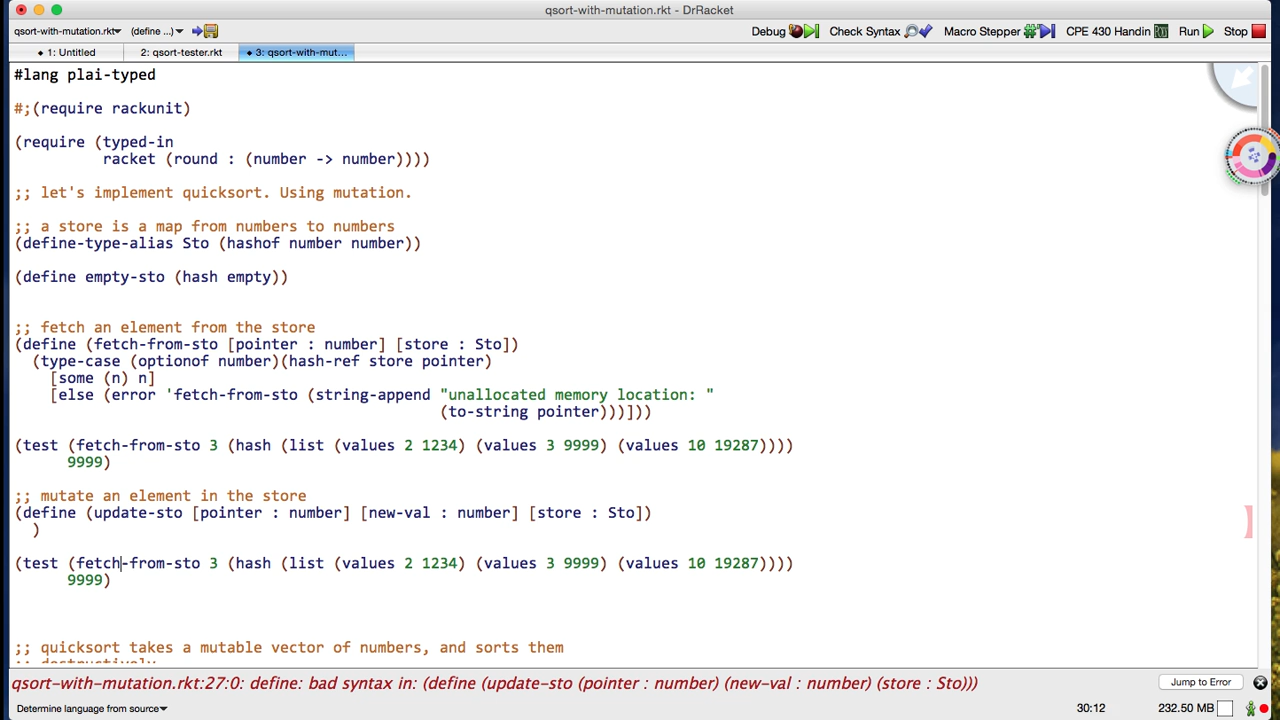 qsort-with-mutation.rkt - DrRacket
qsort-with-mutation.rkt▾ (define ...)▾ Debug Check Syntax Macro Stepper CPE 430 Handin Run Stop
1: Untitled 2: qsort-tester.rkt 3: qsort-with-mut...
#lang plai-typed
#;(require rackunit)
(require (typed-in
racket (round : (number -> number))))
;; let's implement quicksort. Using mutation.
;; a store is a map from numbers to numbers
(define-type-alias Sto (hashof number number))
(define empty-sto (hash empty))
;; fetch an element from the store
(define (fetch-from-sto [pointer : number] [store : Sto])
(type-case (optionof number)(hash-ref store pointer)
[some (n) n]
[else (error 'fetch-from-sto (string-append "unallocated memory location: "
(to-string pointer)))]))
(test (fetch-from-sto 3 (hash (list (values 2 1234) (values 3 9999) (values 10 19287))))
9999)
;; mutate an element in the store
(define (update-sto [pointer : number] [new-val : number] [store : Sto])
)
(test (fetch-from-sto 3 (hash (list (values 2 1234) (values 3 9999) (values 10 19287))))
9999)
;; quicksort takes a mutable vector of numbers, and sorts them
;; destructively
qsort-with-mutation.rkt:27:0: define: bad syntax in: (define (update-sto (pointer : number) (new-val : number) (store : Sto))) Jump to Error
Determine language from source▾ 30:12 232.50 MB